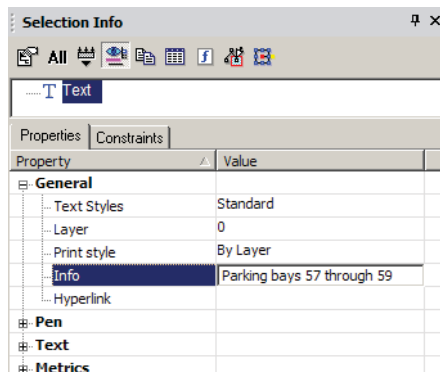 Selection Info
All
T Text
Properties Constraints
Property Value
General
Text Styles Standard
Layer 0
Print style By Layer
Info Parking bays 57 through 59
Hyperlink
Pen
Text
Metrics